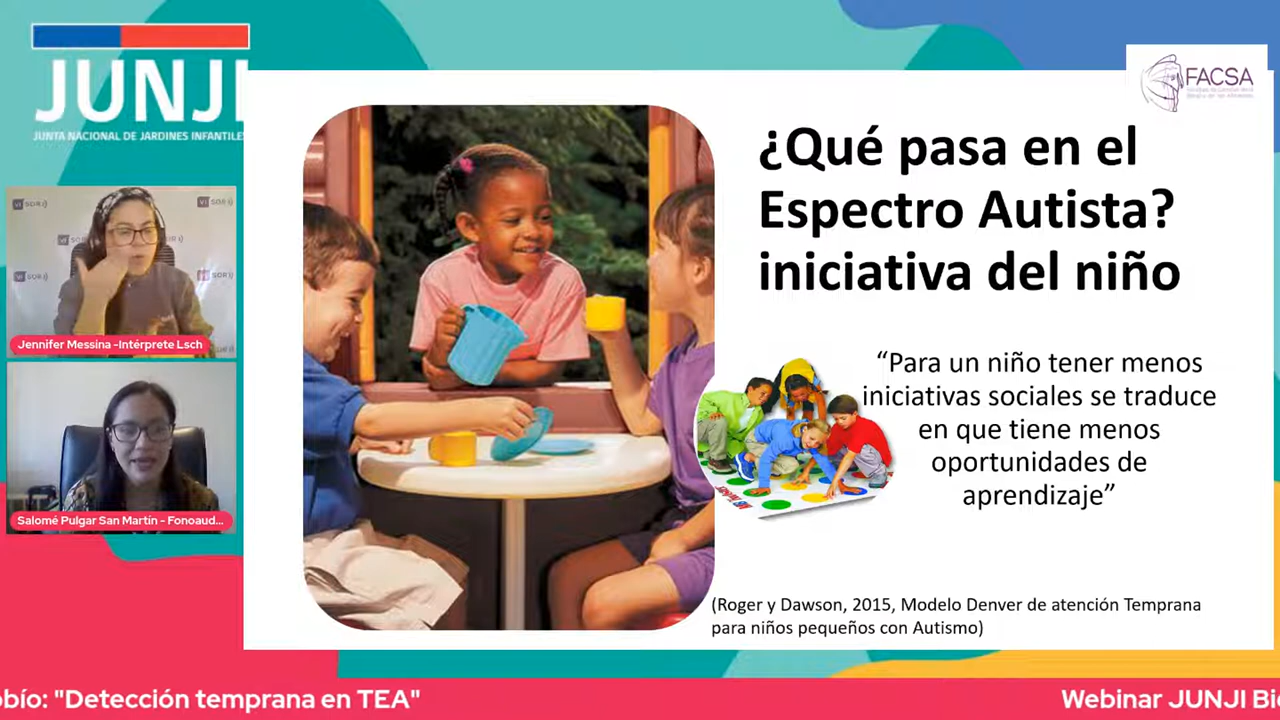 JUNJI
JUNTA NACIONAL DE JARDINES INFANTILES
Jennifer Messina -Intérprete Lsch
Salomé Pulgar San Martín - Fonoaud...
FACSA
¿Qué pasa en el
Espectro Autista?
iniciativa del niño
“Para un niño tener menos
iniciativas sociales se traduce
en que tiene menos
oportunidades de
aprendizaje”
(Roger y Dawson, 2015, Modelo Denver de atención Temprana
para niños pequeños con Autismo)
obío: "Detección temprana en TEA"
Webinar JUNJI Bi